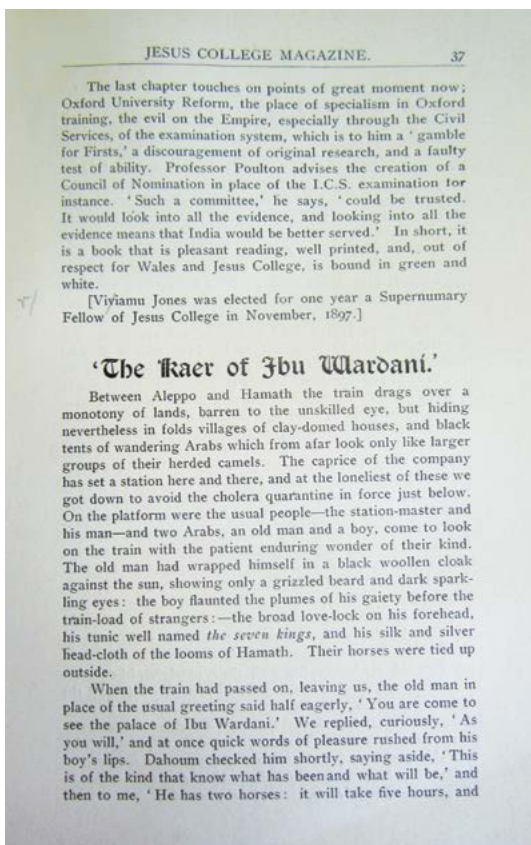 JESUS COLLEGE MAGAZINE. 37
The last chapter touches on points of great moment now;
Oxford University Reform, the place of specialism in Oxford
training, the evil on the Empire, especially through the Civil
Services, of the examination system, which is to him a ‘ gamble
for Firsts,’ a discouragement of original research, and a faulty
test of ability. Professor Poulton advises the creation of a
Council of Nomination in place of the I.C.S. examination for
instance. ‘Such a committee,’ he says, ‘could be trusted.
It would look into all the evidence, and looking into all the
evidence means that India would be better served.’ In short, it
is a book that is pleasant reading, well printed, and, out of
respect for Wales and Jesus College, is bound in green and
white.
[Viyiamu Jones was elected for one year a Supernumary
Fellow of Jesus College in November, 1897.]
‘The Kaer of Ibu Wardani.’
Between Aleppo and Hamath the train drags over a
monotony of lands, barren to the unskilled eye, but hiding
nevertheless in folds villages of clay-domed houses, and black
tents of wandering Arabs which from afar look only like larger
groups of their herded camels. The caprice of the company
has set a station here and there, and at the loneliest of these we
got down to avoid the cholera quarantine in force just below.
On the platform were the usual people—the station-master and
his man—and two Arabs, an old man and a boy, come to look
on the train with the patient enduring wonder of their kind.
The old man had wrapped himself in a black woollen cloak
against the sun, showing only a grizzled beard and dark spark-
ling eyes: the boy flaunted the plumes of his gaiety before the
train-load of strangers:—the broad love-lock on his forehead,
his tunic well named the seven kings, and his silk and silver
head-cloth of the looms of Hamath. Their horses were tied up
outside.
When the train had passed on, leaving us, the old man in
place of the usual greeting said half eagerly, ‘You are come to
see the palace of Ibu Wardani.’ We replied, curiously, ‘As
you will,’ and at once quick words of pleasure rushed from his
boy’s lips. Dahoum checked him shortly, saying aside, ‘This
is of the kind that know what has been and what will be,’ and
then to me, ‘He has two horses: it will take five hours, and